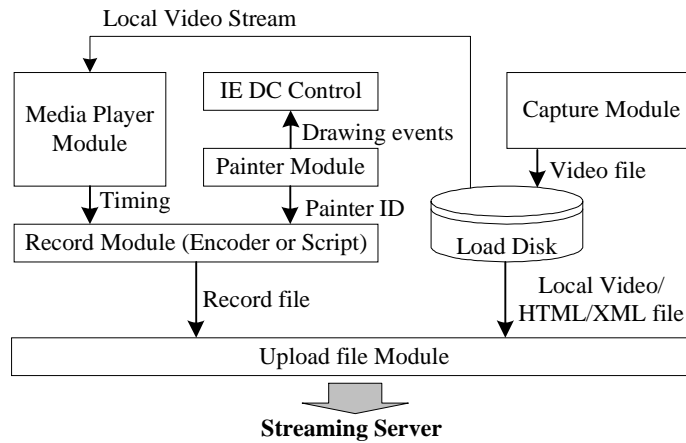 Local Video Stream
Media Player
Module
IE DC Control
Capture Module
Drawing events
Painter Module
Video file
Timing
Painter ID
Record Module (Encoder or Script)
Load Disk
Record file
Local Video/
HTML/XML file
Upload file Module
Streaming Server